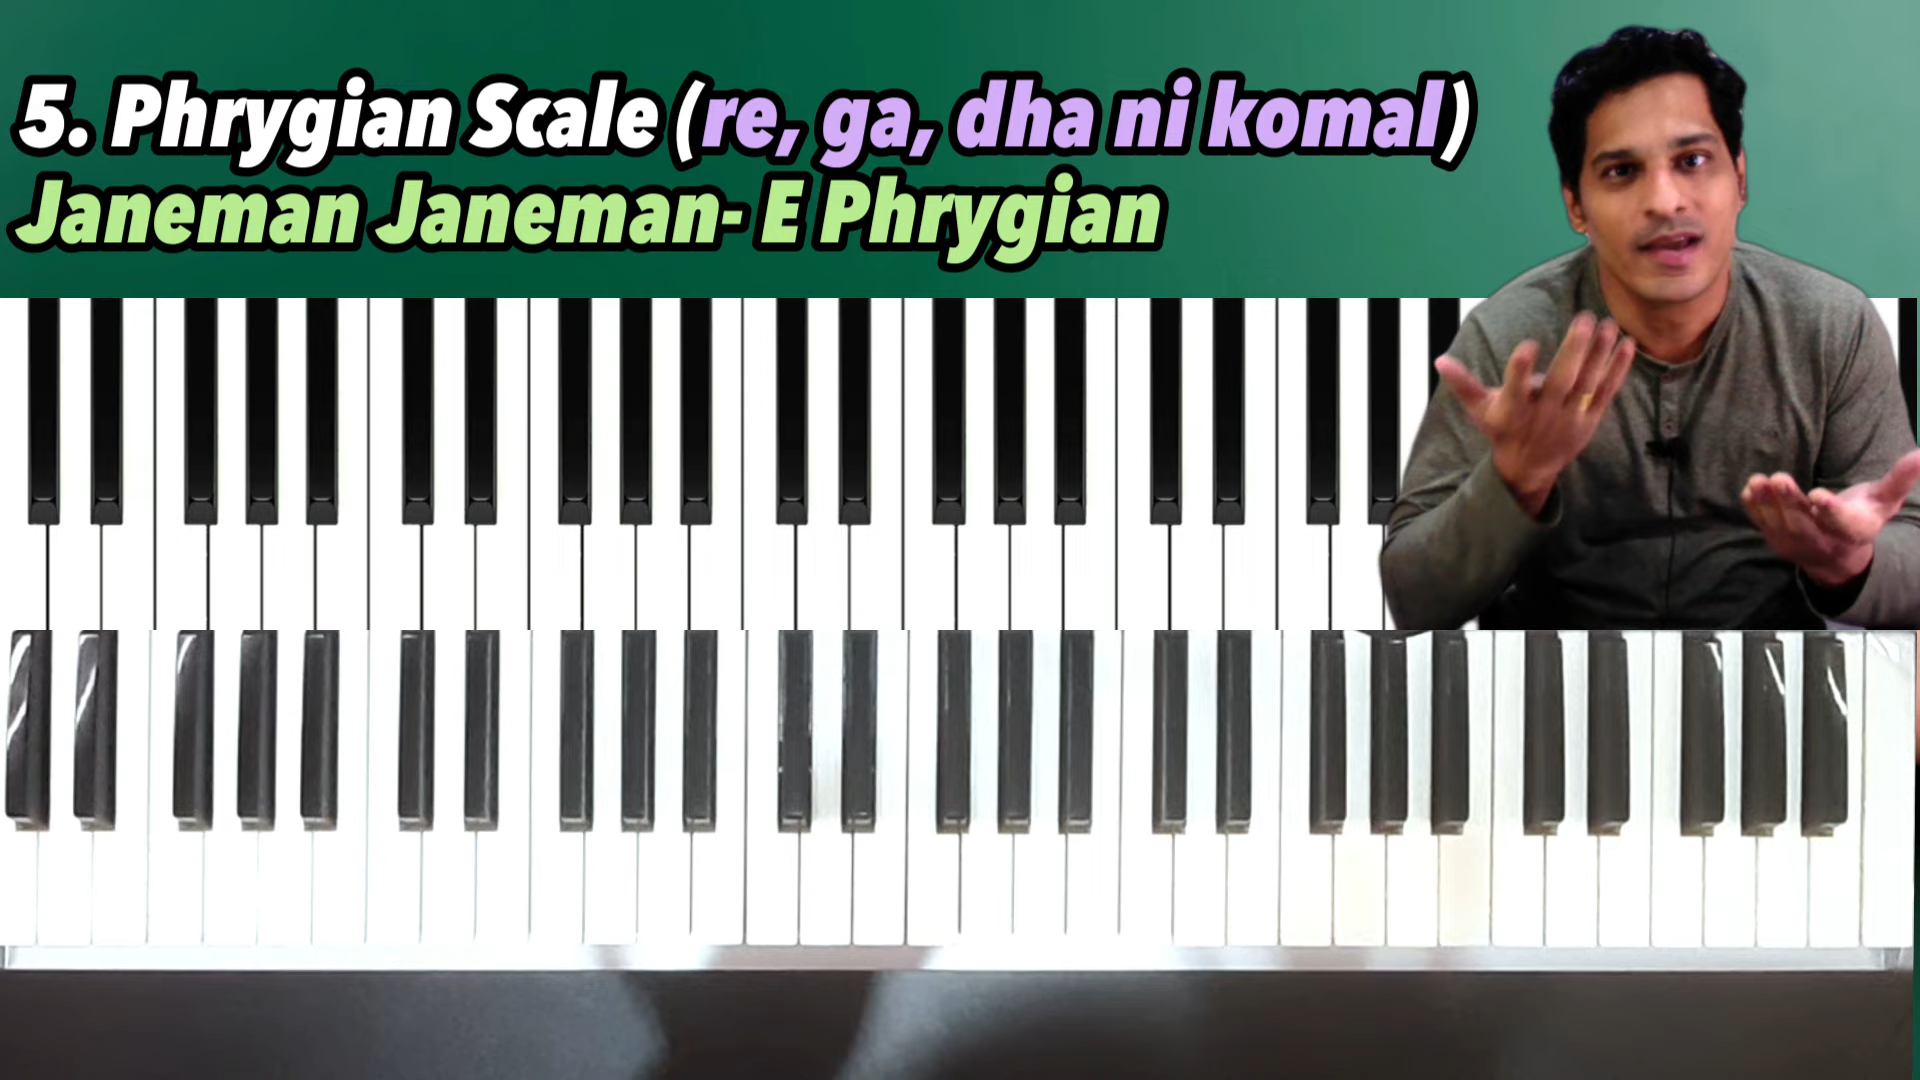 5. Phrygian Scale (re, ga, dha ni komal)
Janeman Janeman- E Phrygian